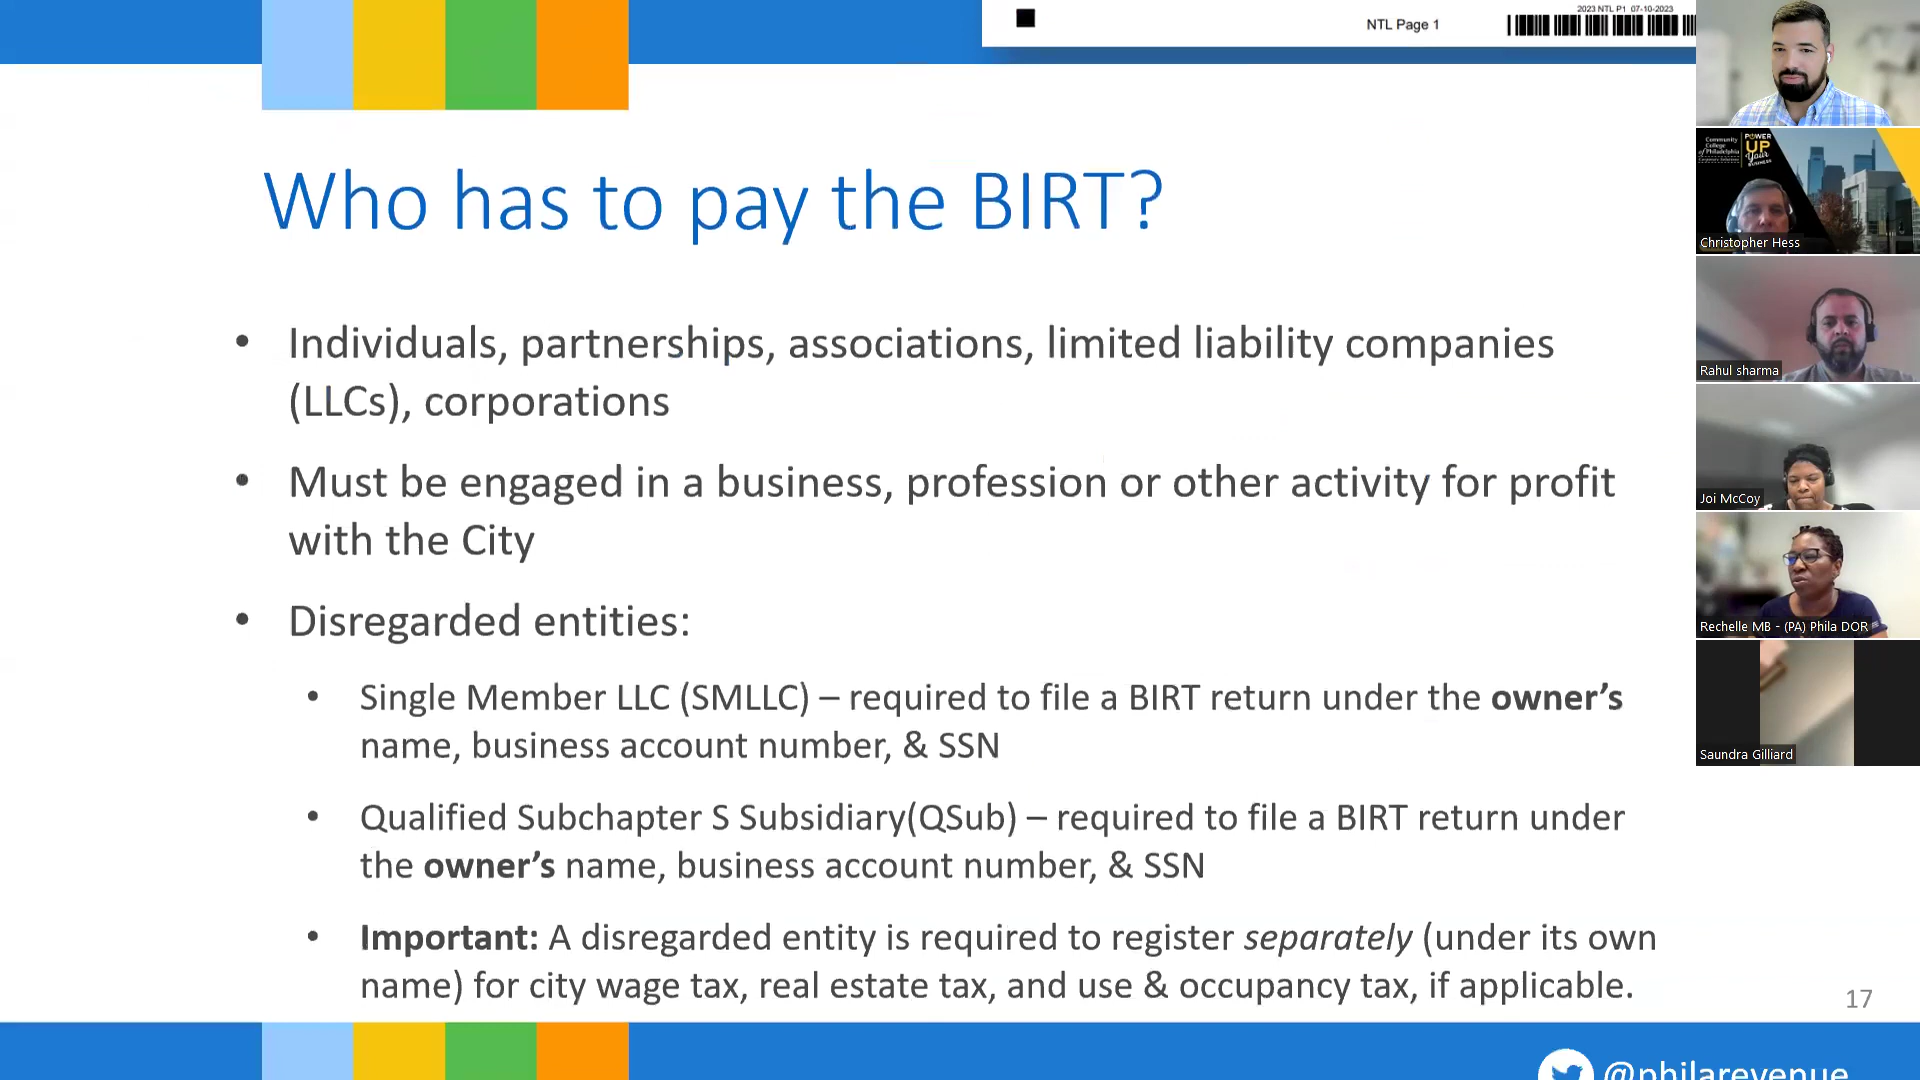 2023 NTL P1 07-10-2023
NTL Page 1
Who has to pay the BIRT?
• Individuals, partnerships, associations, limited liability companies
(LLCs), corporations
• Must be engaged in a business, profession or other activity for profit
with the City
• Disregarded entities:
• Single Member LLC (SMLLC) – required to file a BIRT return under the owner's
name, business account number, & SSN
• Qualified Subchapter S Subsidiary(QSub) – required to file a BIRT return under
the owner's name, business account number, & SSN
• Important: A disregarded entity is required to register separately (under its own
name) for city wage tax, real estate tax, and use & occupancy tax, if applicable.
17
@philarevenue
Community
College
of Philadelphia
POWER
UP
Your
Business
Christopher Hess
Rahul sharma
Joi McCoy
Rechelle MB - (PA) Phila DOR
Saundra Gilliard